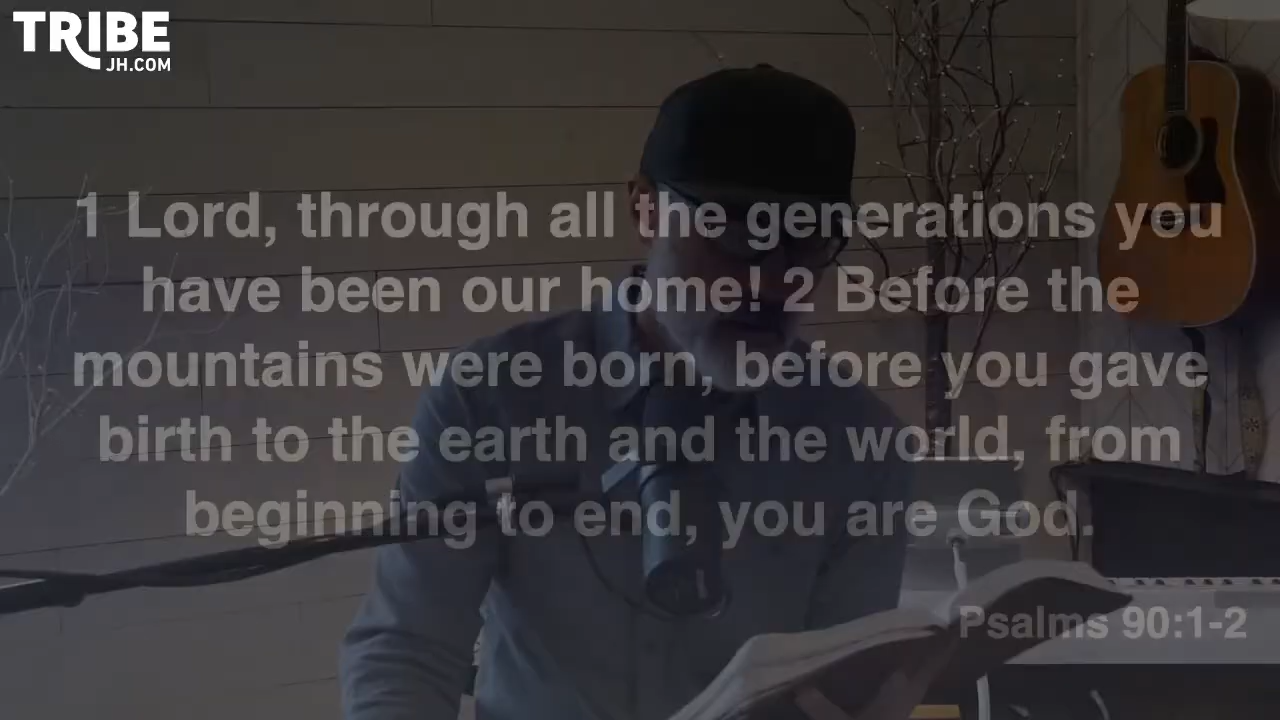 TRIBE
JH.COM
1 Lord, through all the generations you
have been our home! 2 Before the
mountains were born, before you gave
birth to the earth and the world, from
beginning to end, you are God.
Psalms 90:1-2